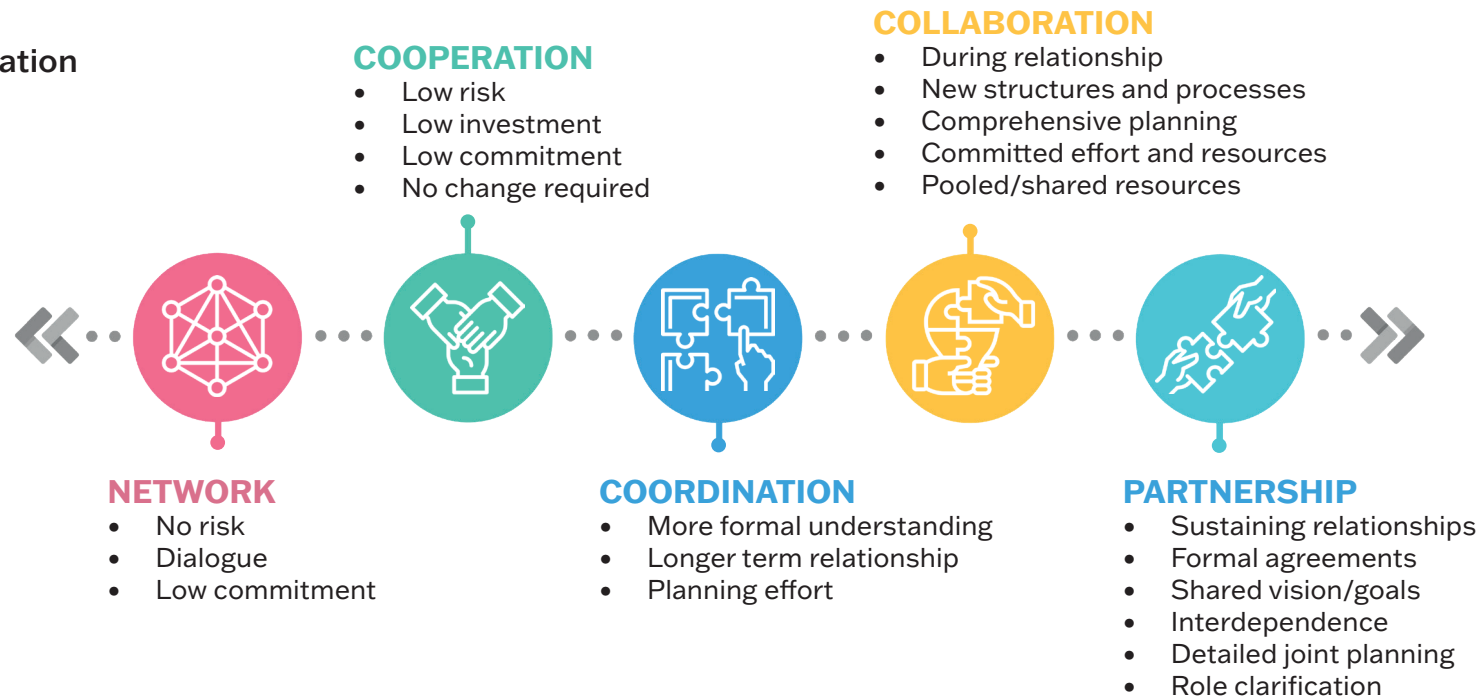 ation
COOPERATION
• Low risk
• Low investment
• Low commitment
• No change required
COLLABORATION
• During relationship
• New structures and processes
• Comprehensive planning
• Committed effort and resources
• Pooled/shared resources
NETWORK
• No risk
• Dialogue
• Low commitment
COORDINATION
• More formal understanding
• Longer term relationship
• Planning effort
PARTNERSHIP
• Sustaining relationships
• Formal agreements
• Shared vision/goals
• Interdependence
• Detailed joint planning
• Role clarification